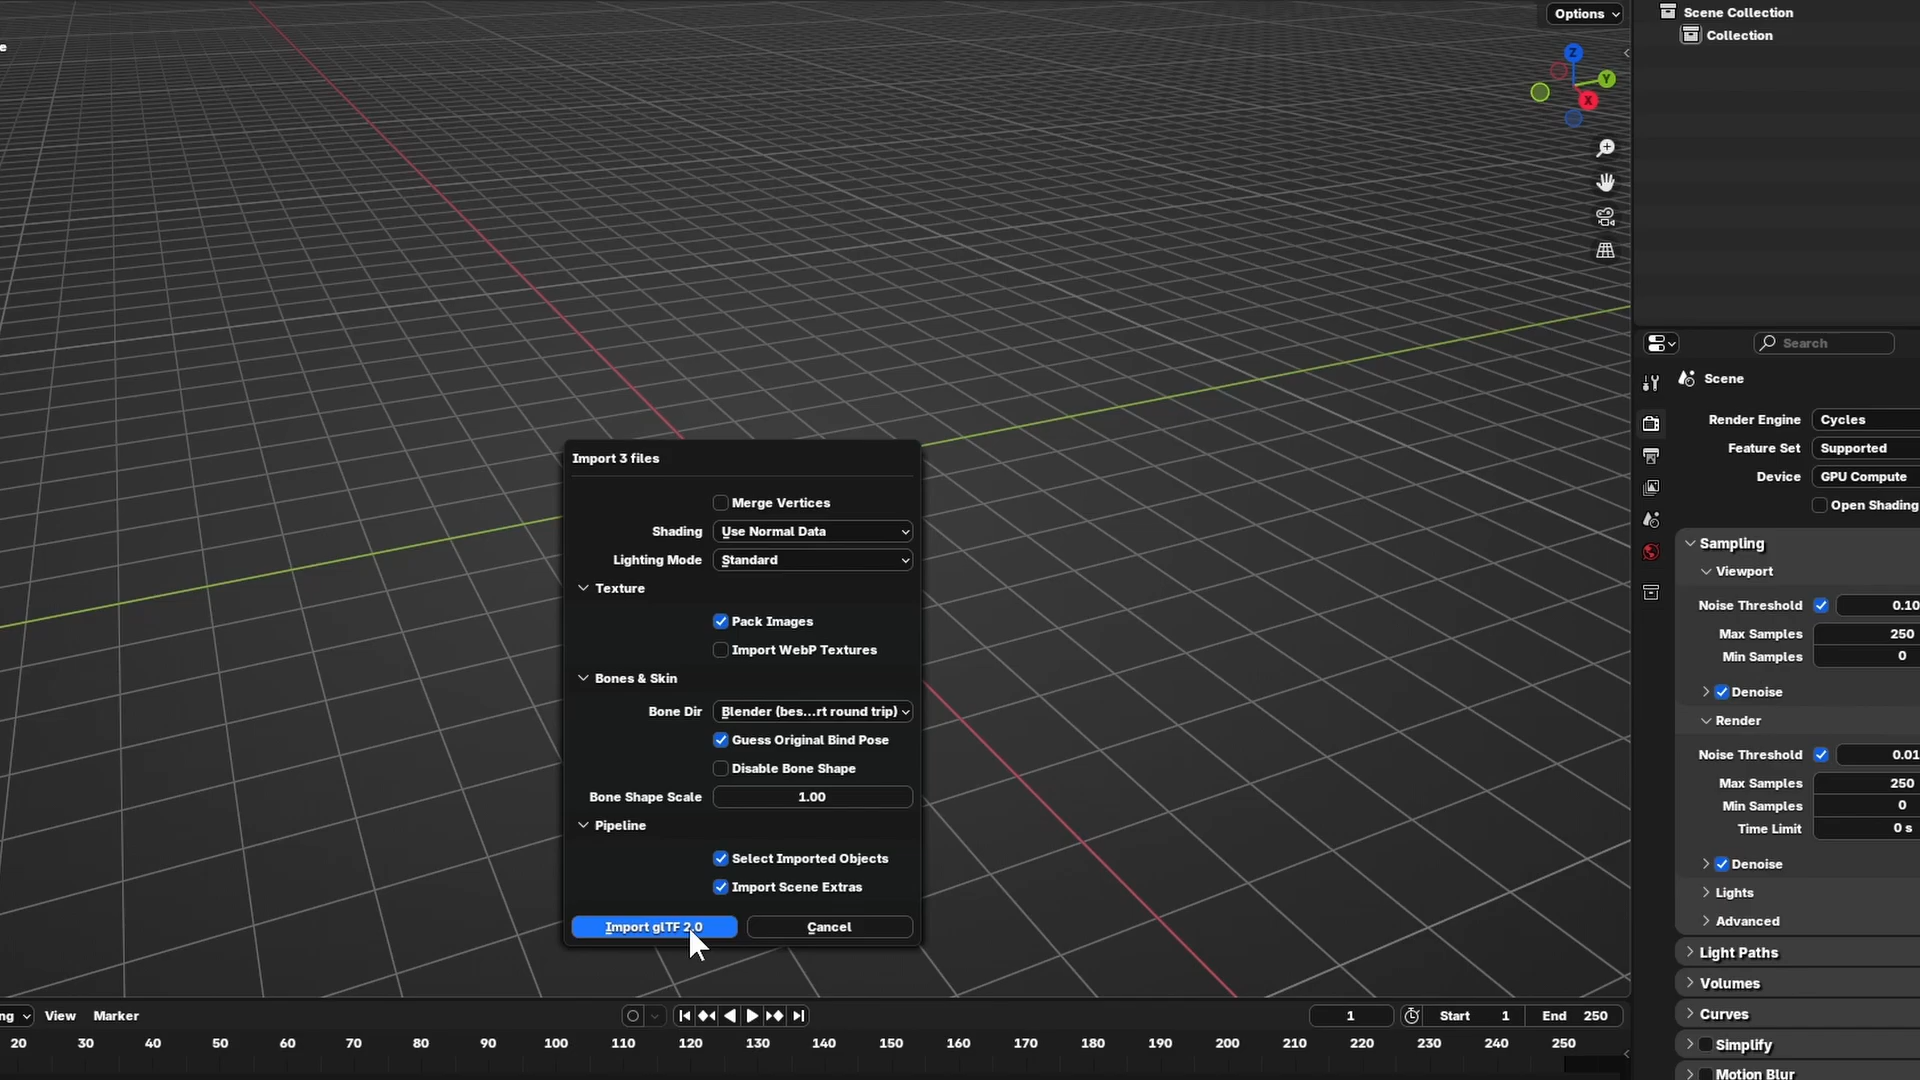 e
Options
Z
Y
X
Scene Collection
Collection
Import 3 files
Merge Vertices
Shading Use Normal Data
Lighting Mode Standard
Texture
Pack Images
Import WebP Textures
Bones & Skin
Bone Dir Blender (bes...rt round trip)
Guess Original Bind Pose
Disable Bone Shape
Bone Shape Scale 1.00
Pipeline
Select Imported Objects
Import Scene Extras
Import glTF 2.0 Cancel
Search
Scene
Render Engine Cycles
Feature Set Supported
Device GPU Compute
Open Shading
Sampling
Viewport
Noise Threshold 0.10
Max Samples 250
Min Samples 0
Denoise
Render
Noise Threshold 0.01
Max Samples 250
Min Samples 0
Time Limit 0 s
Denoise
Lights
Advanced
Light Paths
Volumes
Curves
Simplify
Motion Blur
ng View Marker 1 Start 1 End 250
20 30 40 50 60 70 80 90 100 110 120 130 140 150 160 170 180 190 200 210 220 230 240 250